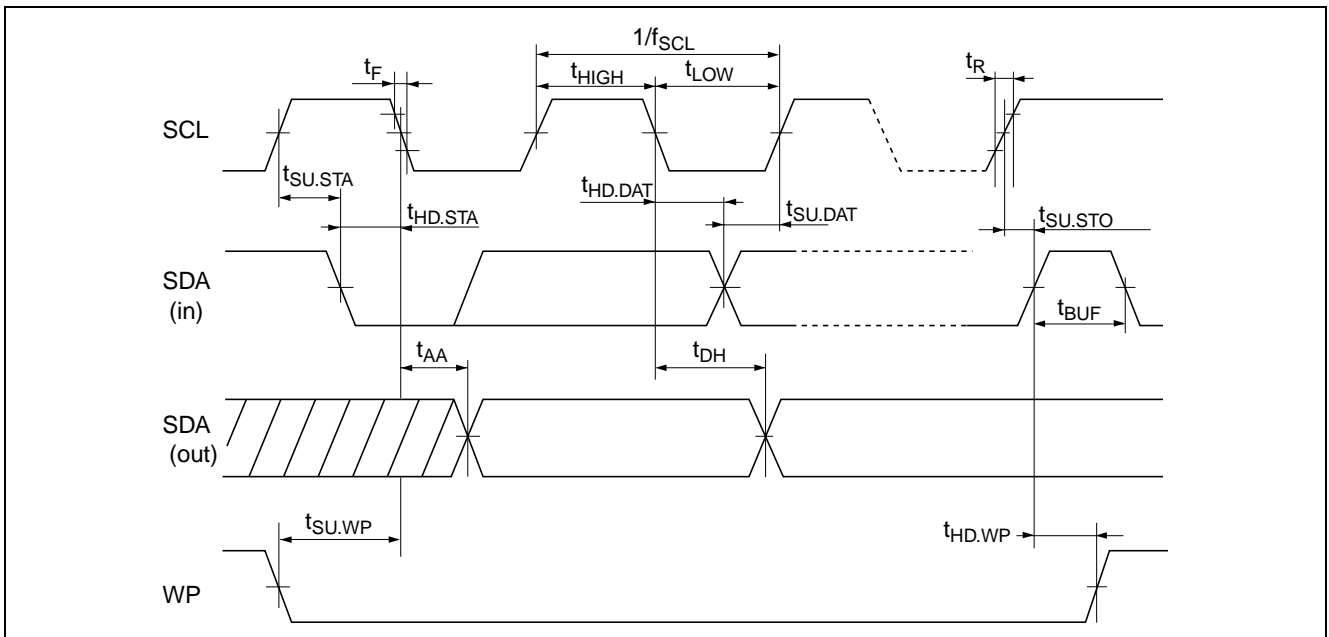 1/fSCL
tF
tHIGH
tLOW
tR
SCL
tSU.STA
tHD.STA
tHD.DAT
tSU.DAT
tSU.STO
SDA
(in)
tBUF
tAA
tDH
SDA
(out)
tSU.WP
tHD.WP
WP